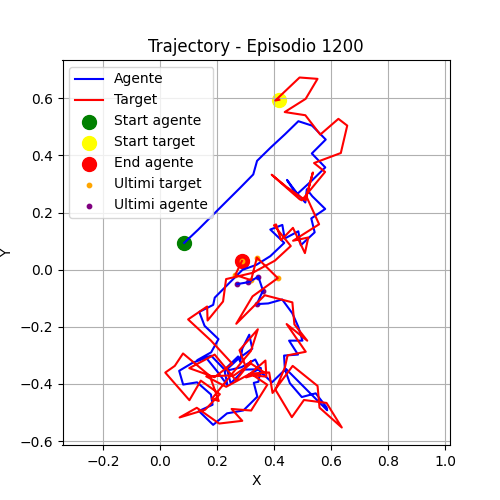 Trajectory - Episodio 1200
Agente
Target
Start agente
Start target
End agente
Ultimi target
Ultimi agente
0.6
0.4
0.2
0.0
−0.2
−0.4
−0.6
Y
−0.2
0.0
0.2
0.4
0.6
0.8
1.0
X